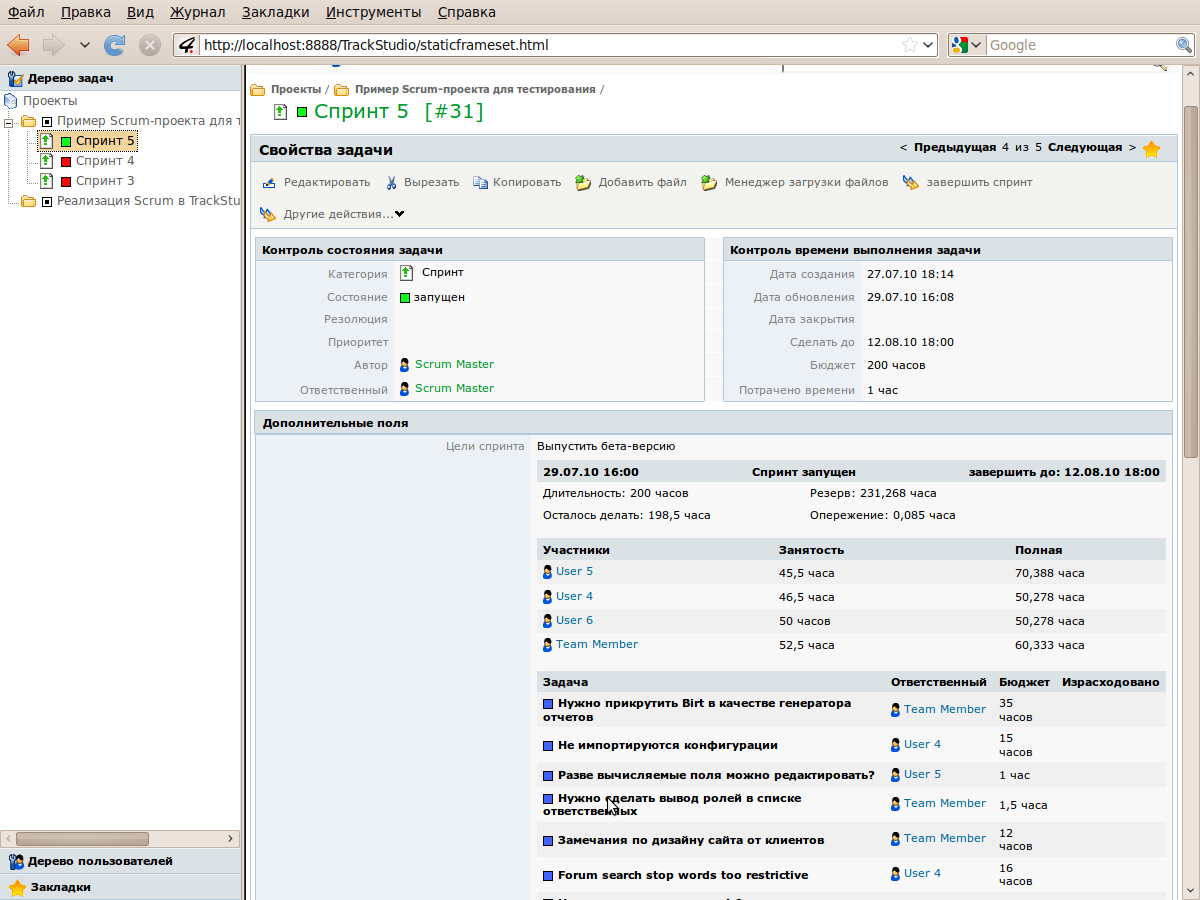 Файл Правка Вид Журнал Закладки Инструменты Справка
http://localhost:8888/TrackStudio/staticframeset.html
Google
Дерево задач
Проекты
Пример Scrum-проекта для т
Спринт 5
Спринт 4
Спринт 3
Реализация Scrum в TrackStu
Дерево пользователей
Закладки
Проекты / Пример Scrum-проекта для тестирования /
Спринт 5 [#31]
Свойства задачи
< Предыдущая 4 из 5 Следующая >
Редактировать Вырезать Копировать Добавить файл Менеджер загрузки файлов завершить спринт
Другие действия...
Контроль состояния задачи
Категория Спринт
Состояние запущен
Резолюция
Приоритет
Автор Scrum Master
Ответственный Scrum Master
Контроль времени выполнения задачи
Дата создания 27.07.10 18:14
Дата обновления 29.07.10 16:08
Дата закрытия
Сделать до 12.08.10 18:00
Бюджет 200 часов
Потрачено времени 1 час
Дополнительные поля
Цели спринта Выпустить бета-версию
29.07.10 16:00 Спринт запущен завершить до: 12.08.10 18:00
Длительность: 200 часов Резерв: 231,268 часа
Осталось делать: 198,5 часа Опережение: 0,085 часа
Участники Занятость Полная
User 5 45,5 часа 70,388 часа
User 4 46,5 часа 50,278 часа
User 6 50 часов 50,278 часа
Team Member 52,5 часа 60,333 часа
Задача Ответственный Бюджет Израсходовано
Нужно прикрутить Birt в качестве генератора
отчетов
Team Member 35
часов
Не импортируются конфигурации User 4 15
часов
Разве вычисляемые поля можно редактировать? User 5 1 час
Нужно сделать вывод ролей в списке
ответственных
Team Member 1,5 часа
Замечания по дизайну сайта от клиентов Team Member 12
часов
Forum search stop words too restrictive User 4 16
часов